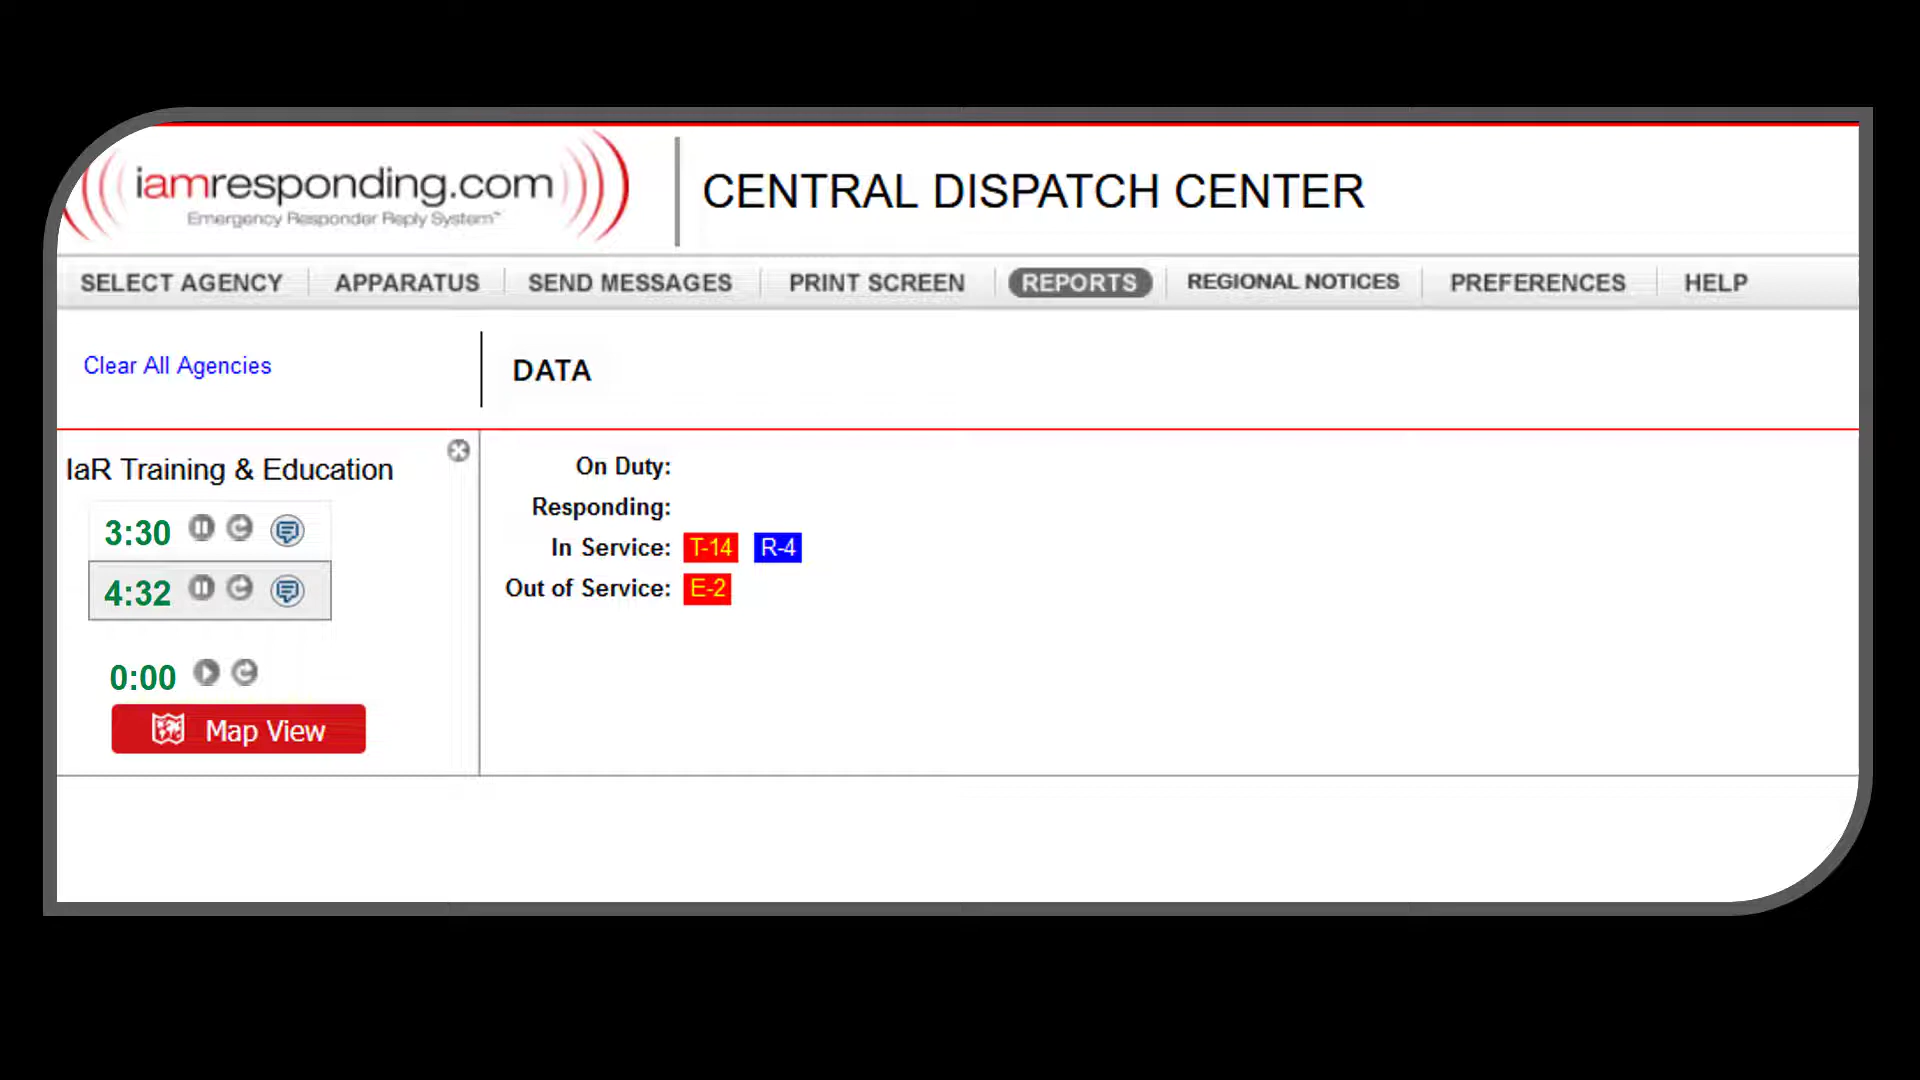 iamresponding.com
Emergency Responder Reply System™
CENTRAL DISPATCH CENTER
SELECT AGENCY APPARATUS SEND MESSAGES PRINT SCREEN REPORTS REGIONAL NOTICES PREFERENCES HELP
Clear All Agencies
DATA
IaR Training & Education
3:30
4:32
0:00
Map View
On Duty:
Responding:
In Service: T-14 R-4
Out of Service: E-2